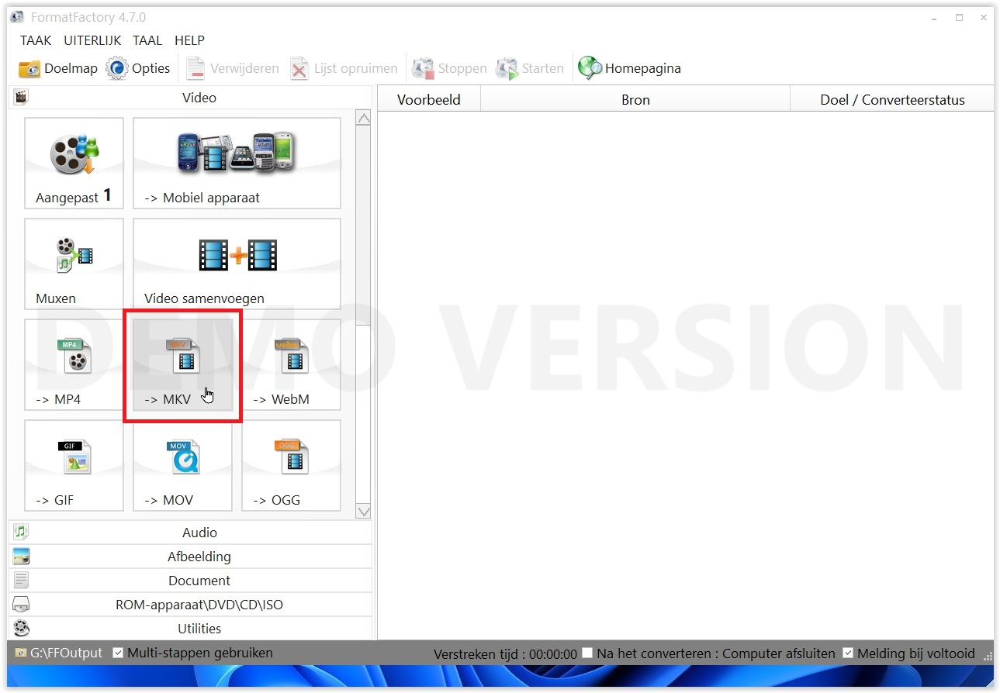 FormatFactory 4.7.0
TAAK UITERLIJK TAAL HELP
Doelmap Opties Verwijderen Lijst opruimen Stoppen Starten Homepagina
Video
Voorbeeld Bron Doel / Converteerstatus
Aangepast 1 -> Mobiel apparaat
Muxen Video samenvoegen
DEMO VERSION
MP4 MKV webm
-> MP4 -> MKV -> WebM
GIF MOV OGG
-> GIF -> MOV -> OGG
Audio
Afbeelding
Document
ROM-apparaat\DVD\CD\ISO
Utilities
G:\FFOutput Multi-stappen gebruiken Verstreken tijd : 00:00:00 Na het converteren : Computer afsluiten Melding bij voltooid